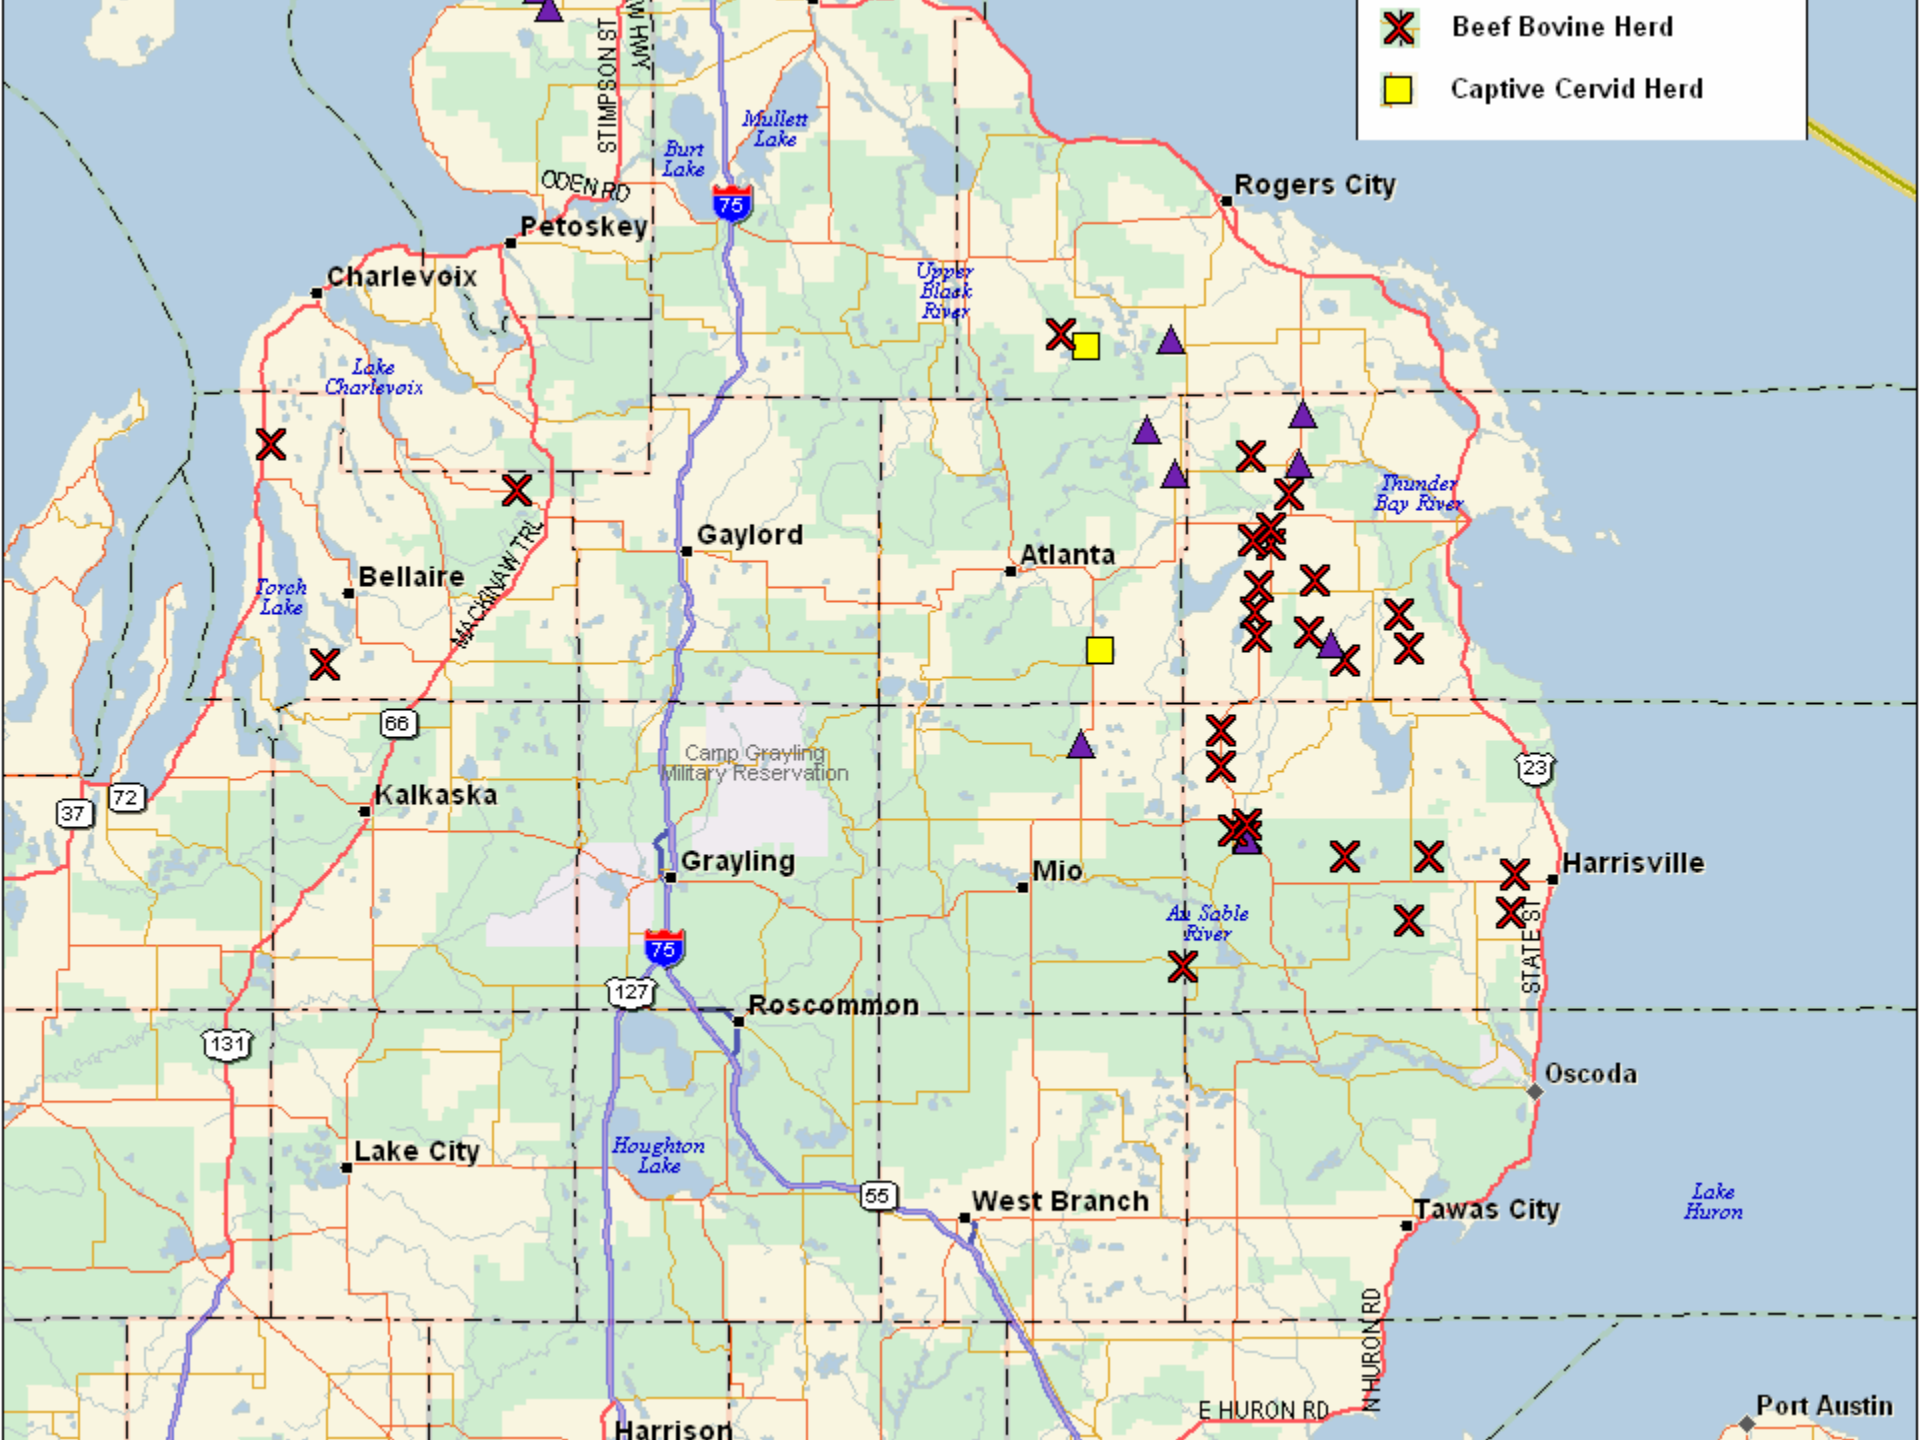 Beef Bovine Herd
Captive Cervid Herd
STIMPSON ST
W HWY
Mullett
Lake
Burt
Lake
ODEN RD
75
Rogers City
Petoskey
Charlevoix
Upper
Black
River
Lake
Charlevoix
Thunder
Bay River
Gaylord
Atlanta
Bellaire
Torch
Lake
MACKINAW TRL
66
Camp Grayling
Military Reservation
23
72
37
Kalkaska
Grayling
Mio
Harrisville
Au Sable
River
STATE ST
75
127
Roscommon
131
Oscoda
Lake City
Houghton
Lake
55
West Branch
Tawas City
Lake
Huron
N HURON RD
E HURON RD
Port Austin
Harrison